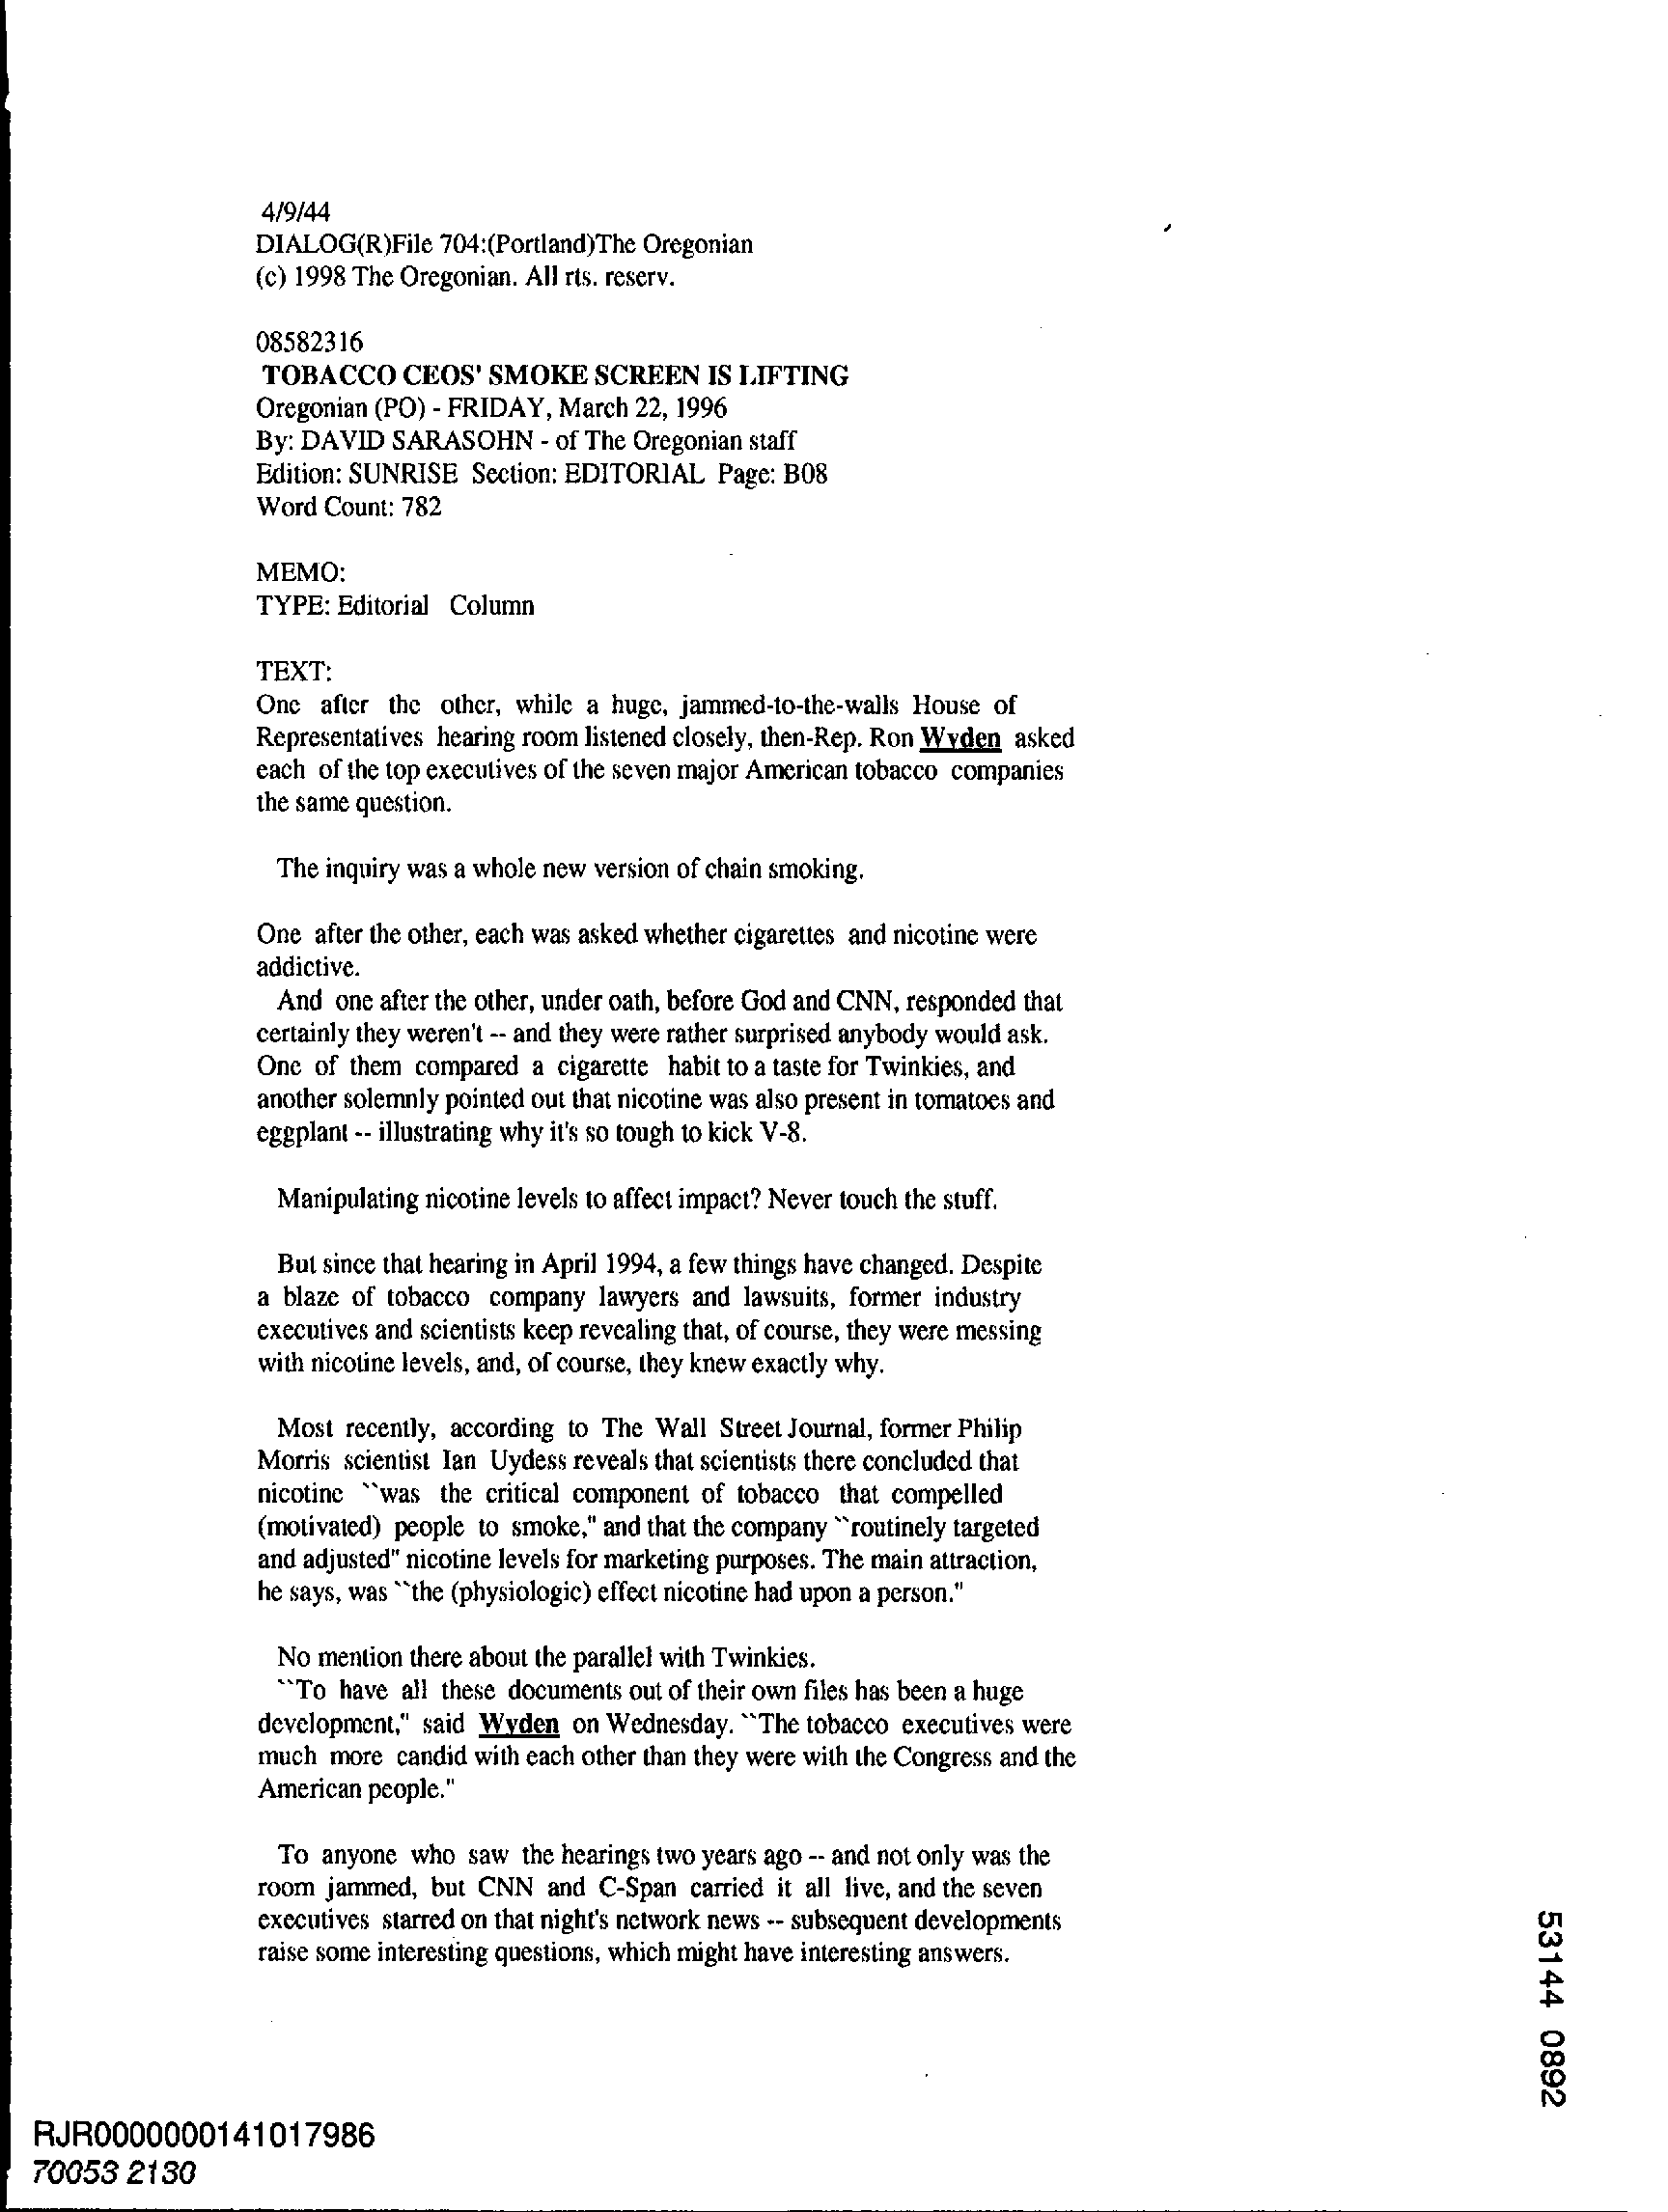 4/9/44
DIALOG(R)File 704:(Portland)The Oregonian
(c) 1998 The Oregonian. All rts. reserv.
08582316
TOBACCO CEOS' SMOKE SCREEN IS LIFTING
Oregonian (PO) - FRIDAY, March 22, 1996
By: DAVID SARASOHN - of The Oregonian staff
Edition: SUNRISE Section: EDITORIAL Page: B08
Word Count: 782
MEMO:
TYPE: Editorial Column
TEXT:
One after the other, while a huge, jammed-to-the-walls House of
Representatives hearing room listened closely, then-Rep. Ron Wyden asked
each of the top executives of the seven major American tobacco companies
the same question.
The inquiry was a whole new version of chain smoking.
One after the other, each was asked whether cigarettes and nicotine were
addictive.
And one after the other, under oath, before God and CNN, responded that
certainly they weren't -- and they were rather surprised anybody would ask.
One of them compared a cigarette habit to a taste for Twinkies, and
another solemnly pointed out that nicotine was also present in tomatoes and
eggplant -- illustrating why it's so tough to kick V-8.
Manipulating nicotine levels to affect impact? Never touch the stuff.
But since that hearing in April 1994, a few things have changed. Despite
a blaze of tobacco company lawyers and lawsuits, former industry
executives and scientists keep revealing that, of course, they were messing
with nicotine levels, and, of course, they knew exactly why.
Most recently, according to The Wall Street Journal, former Philip
Morris scientist Ian Uydess reveals that scientists there concluded that
nicotine ``was the critical component of tobacco that compelled
(motivated) people to smoke," and that the company ``routinely targeted
and adjusted" nicotine levels for marketing purposes. The main attraction,
he says, was ``the (physiologic) effect nicotine had upon a person."
No mention there about the parallel with Twinkies.
``To have all these documents out of their own files has been a huge
development," said Wyden on Wednesday. ``The tobacco executives were
much more candid with each other than they were with the Congress and the
American people."
To anyone who saw the hearings two years ago -- and not only was the
room jammed, but CNN and C-Span carried it all live, and the seven
executives starred on that night's network news -- subsequent developments
raise some interesting questions, which might have interesting answers.
53144 0892
RJR0000000141017986
70053 2130